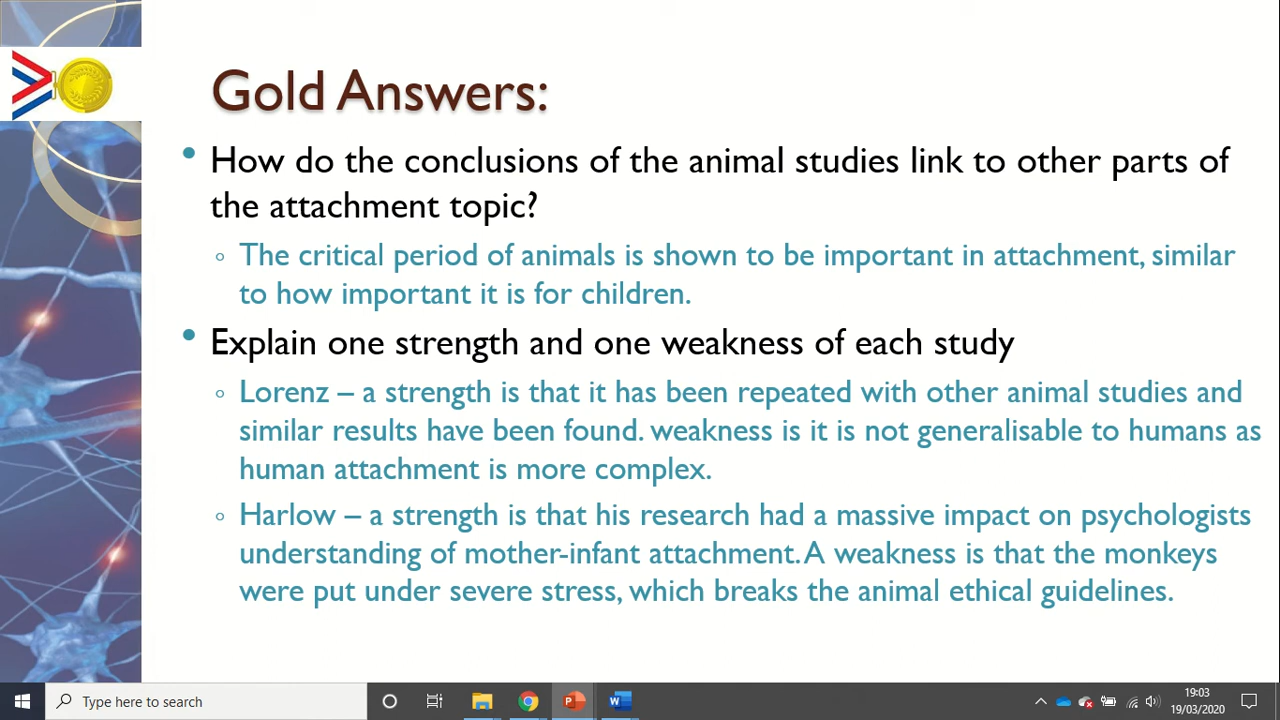 Gold Answers:
How do the conclusions of the animal studies link to other parts of
the attachment topic?
The critical period of animals is shown to be important in attachment, similar
to how important it is for children.
Explain one strength and one weakness of each study
Lorenz – a strength is that it has been repeated with other animal studies and
similar results have been found. weakness is it is not generalisable to humans as
human attachment is more complex.
Harlow – a strength is that his research had a massive impact on psychologists
understanding of mother-infant attachment. A weakness is that the monkeys
were put under severe stress, which breaks the animal ethical guidelines.
Type here to search
19:03
19/03/2020